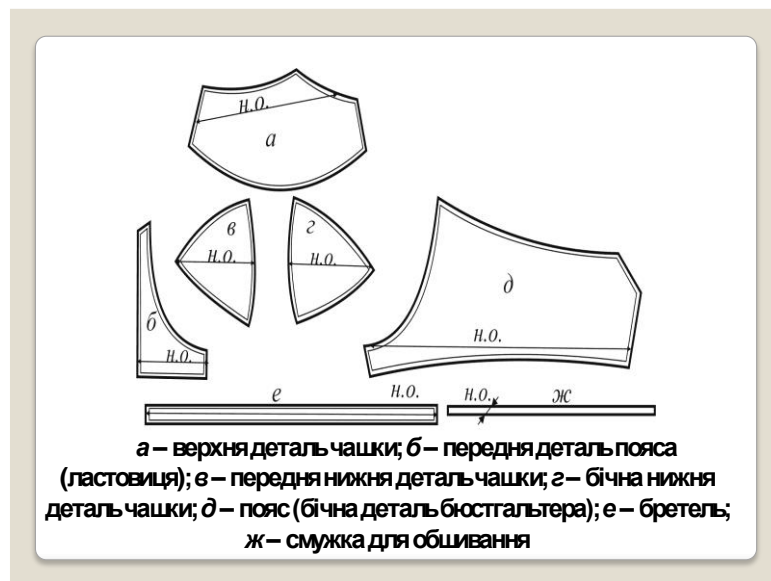 н.о.
а
в
г
н.о.
н.о.
д
б
н.о.
н.о.
е
н.о.
н.о.
ж
а – верхня деталь чашки; б – передня деталь пояса
(ластовиця); в – передня нижня деталь чашки; г – бічна нижня
деталь чашки; д – пояс (бічна деталь бюстгальтера); е – бретель;
ж – смужка для обшивання